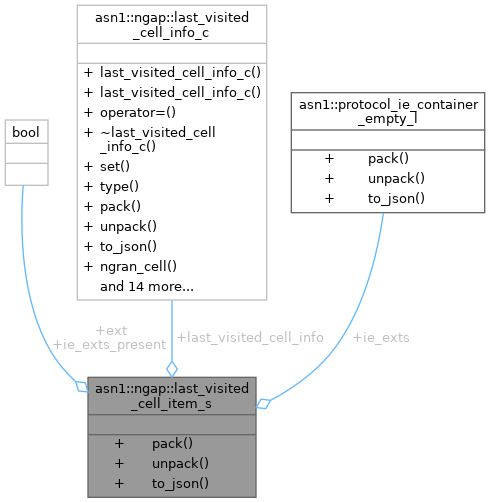 asn1::ngap::last_visited
_cell_info_c
+ last_visited_cell_info_c()
+ last_visited_cell_info_c()
+ operator=()
+ ~last_visited_cell
_info_c()
+ set()
+ type()
+ pack()
+ unpack()
+ to_json()
+ ngran_cell()
and 14 more...
bool
asn1::protocol_ie_container
_empty_l
+ pack()
+ unpack()
+ to_json()
+ext
+ie_exts_present
+last_visited_cell_info
+ie_exts
asn1::ngap::last_visited
_cell_item_s
+ pack()
+ unpack()
+ to_json()